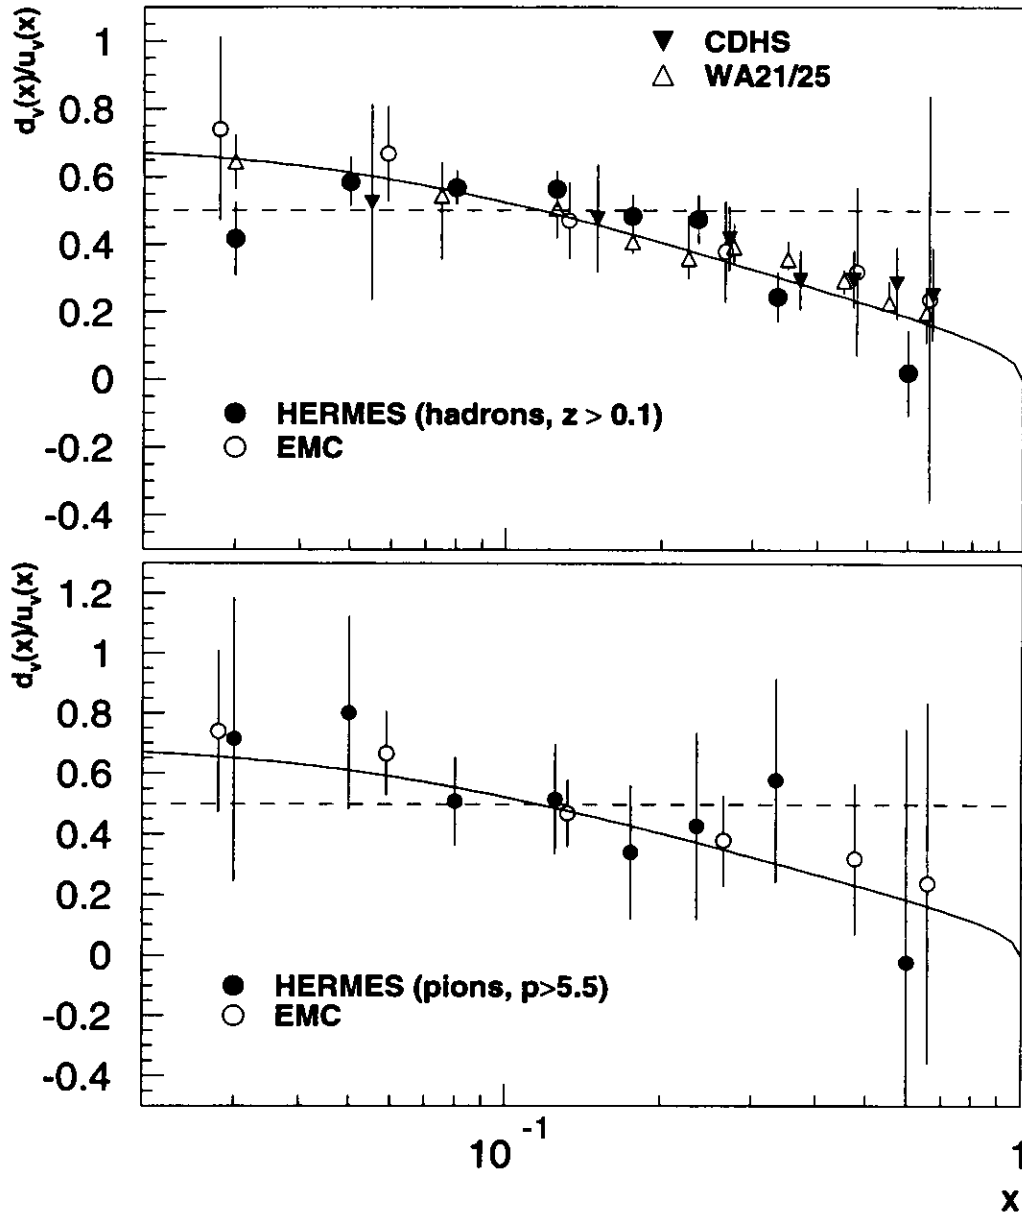 d_v(x)/u_v(x)
1
0.8
0.6
0.4
0.2
0
-0.2
-0.4
▼ CDHS
△ WA21/25
● HERMES (hadrons, z > 0.1)
○ EMC
d_v(x)/u_v(x)
1.2
1
0.8
0.6
0.4
0.2
0
-0.2
-0.4
● HERMES (pions, p>5.5)
○ EMC
10^-1
1
x